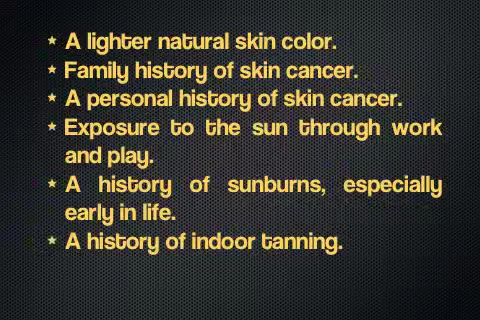 * A lighter natural skin color.
* Family history of skin cancer.
* A personal history of skin cancer.
* Exposure to the sun through work
and play.
* A history of sunburns, especially
early in life.
* A history of indoor tanning.